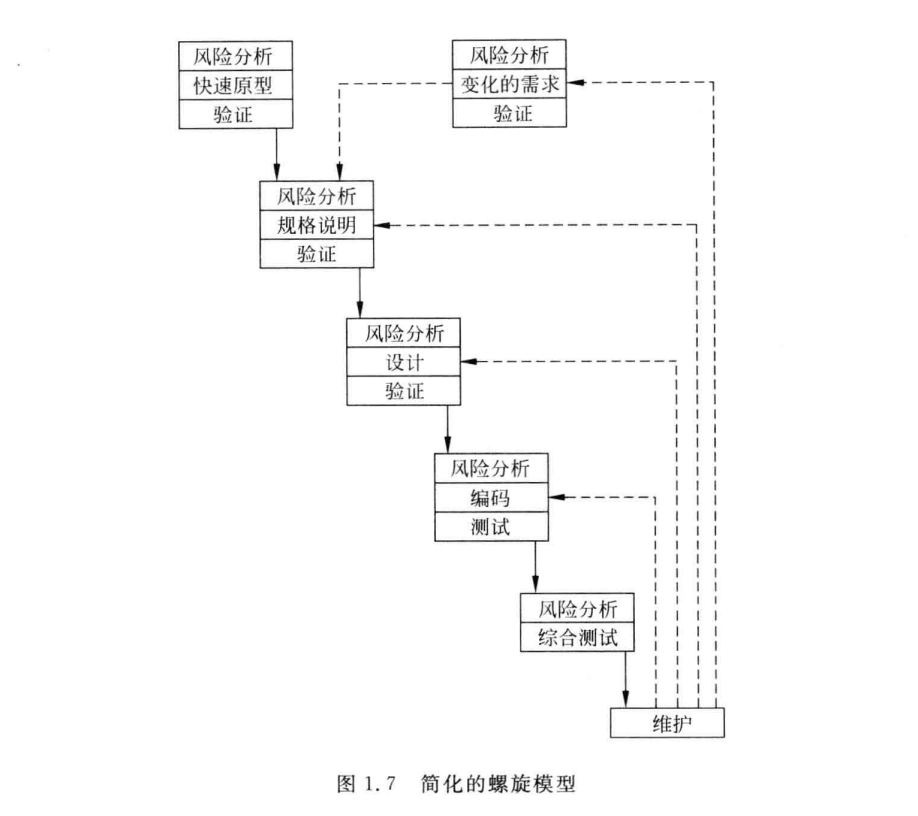 风险分析
快速原型
验证
风险分析
变化的需求
验证
风险分析
规格说明
验证
风险分析
设计
验证
风险分析
编码
测试
风险分析
综合测试
维护
图 1.7 简化的螺旋模型